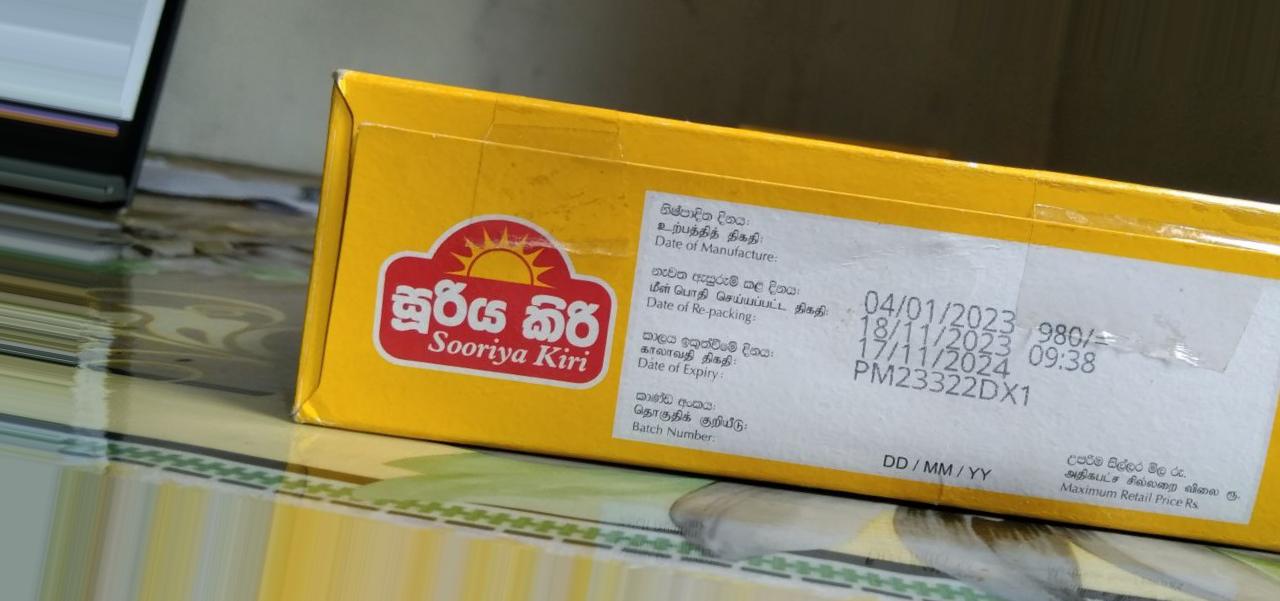 සූරිය කිරි
Sooriya Kiri
නිෂ්පාදිත දිනය:
உற்பத்தித் திகதி:
Date of Manufacture:
නැවත ඇසුරුම් කළ දිනය:
மீள் பொதி செய்யப்பட்ட திகதி:
Date of Re-packing:
කාලය ඉකුත්වීමේ දිනය:
காலாவதி திகதி:
Date of Expiry:
කාණ්ඩ අංකය:
தொகுதிக் குறியீடு:
Batch Number:
04/01/2023 980/=
18/11/2023 09:38
17/11/2024
PM23322DX1
DD / MM / YY
උපරිම සිල්ලර මිල රු.
அதிகபட்ச சில்லறை விலை ரூ.
Maximum Retail Price Rs.